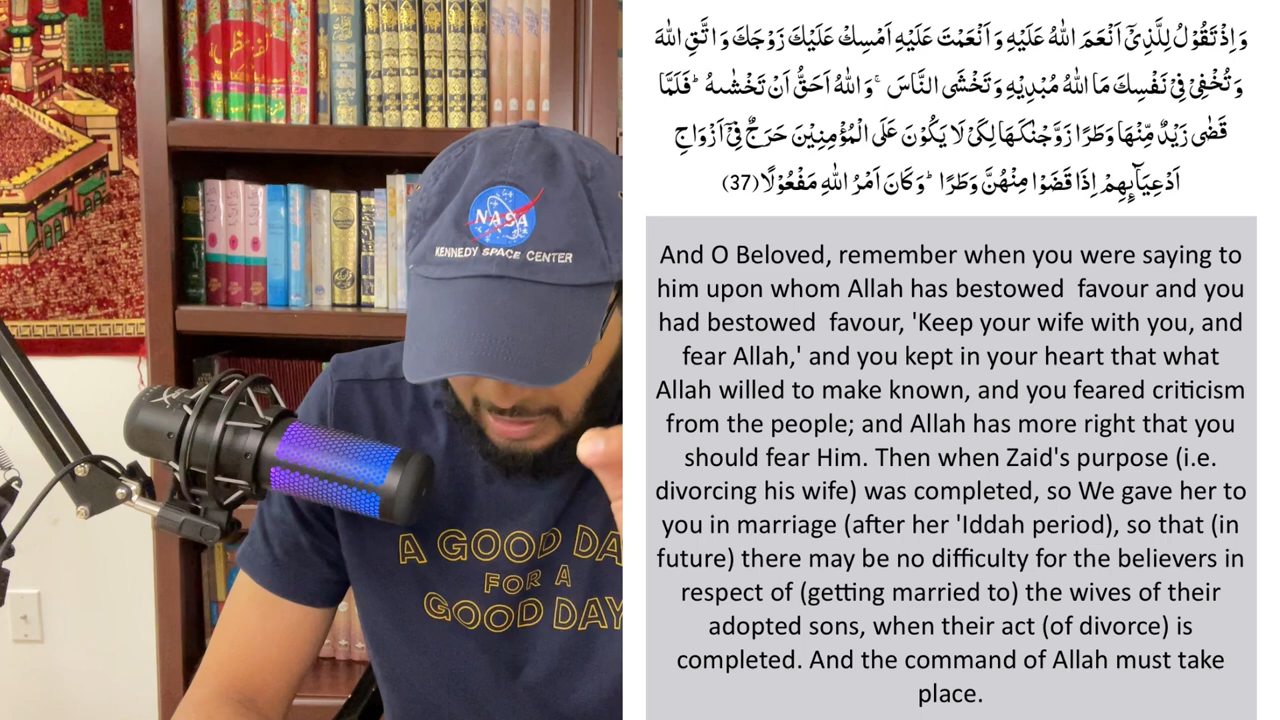 NASA
KENNEDY SPACE CENTER
A GOOD DA
FOR A
GOOD DAY
وَ اِذْ تَقُوْلُ لِلَّذِیْۤ اَنْعَمَ اللّٰهُ عَلَیْهِ وَ اَنْعَمْتَ عَلَیْهِ اَمْسِكْ عَلَیْكَ زَوْجَكَ وَ اتَّقِ اللّٰهَ
وَ تُخْفِیْ فِیْ نَفْسِكَ مَا اللّٰهُ مُبْدِیْهِ وَ تَخْشَى النَّاسَ ۚ وَ اللّٰهُ اَحَقُّ اَنْ تَخْشٰىهُ ؕ فَلَمَّا
قَضٰى زَیْدٌ مِّنْهَا وَطَرًا زَوَّجْنٰكَهَا لِكَیْ لَا یَكُوْنَ عَلَى الْمُؤْمِنِیْنَ حَرَجٌ فِیْۤ اَزْوَاجِ
اَدْعِیَآىٕهِمْ اِذَا قَضَوْا مِنْهُنَّ وَطَرًا ؕ وَ كَانَ اَمْرُ اللّٰهِ مَفْعُوْلًا(37)
And O Beloved, remember when you were saying to
him upon whom Allah has bestowed favour and you
had bestowed favour, 'Keep your wife with you, and
fear Allah,' and you kept in your heart that what
Allah willed to make known, and you feared criticism
from the people; and Allah has more right that you
should fear Him. Then when Zaid's purpose (i.e.
divorcing his wife) was completed, so We gave her to
you in marriage (after her 'Iddah period), so that (in
future) there may be no difficulty for the believers in
respect of (getting married to) the wives of their
adopted sons, when their act (of divorce) is
completed. And the command of Allah must take
place.